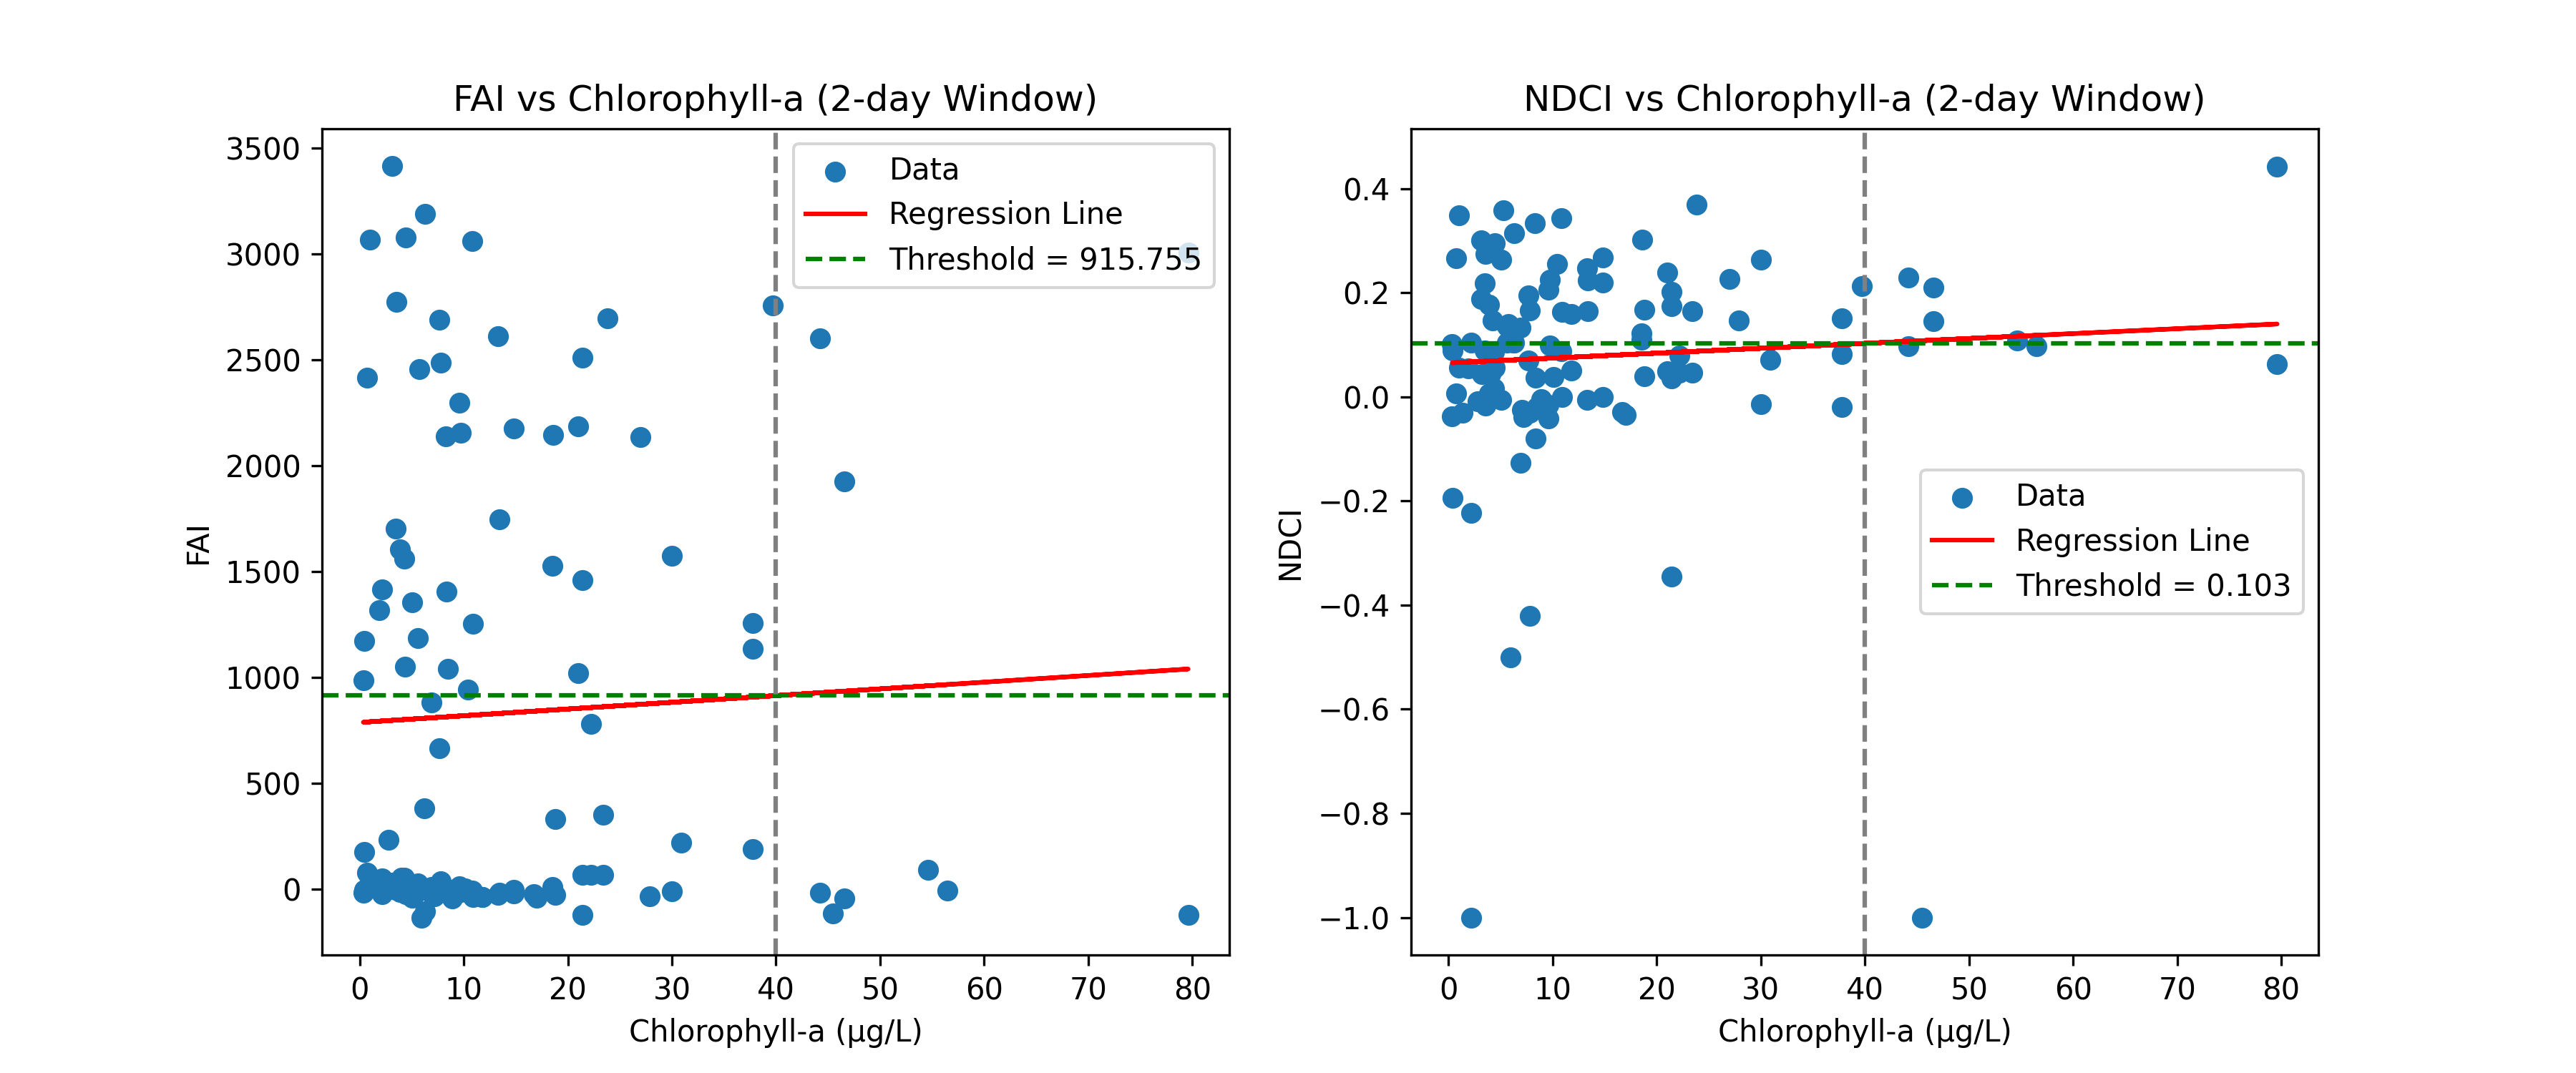 FAI vs Chlorophyll-a (2-day Window)
3500
3000
2500
2000
1500
1000
500
0
FAI
0 10 20 30 40 50 60 70 80
Chlorophyll-a (µg/L)
Data
Regression Line
Threshold = 915.755
NDCI vs Chlorophyll-a (2-day Window)
0.4
0.2
0.0
−0.2
−0.4
−0.6
−0.8
−1.0
NDCI
0 10 20 30 40 50 60 70 80
Chlorophyll-a (µg/L)
Data
Regression Line
Threshold = 0.103